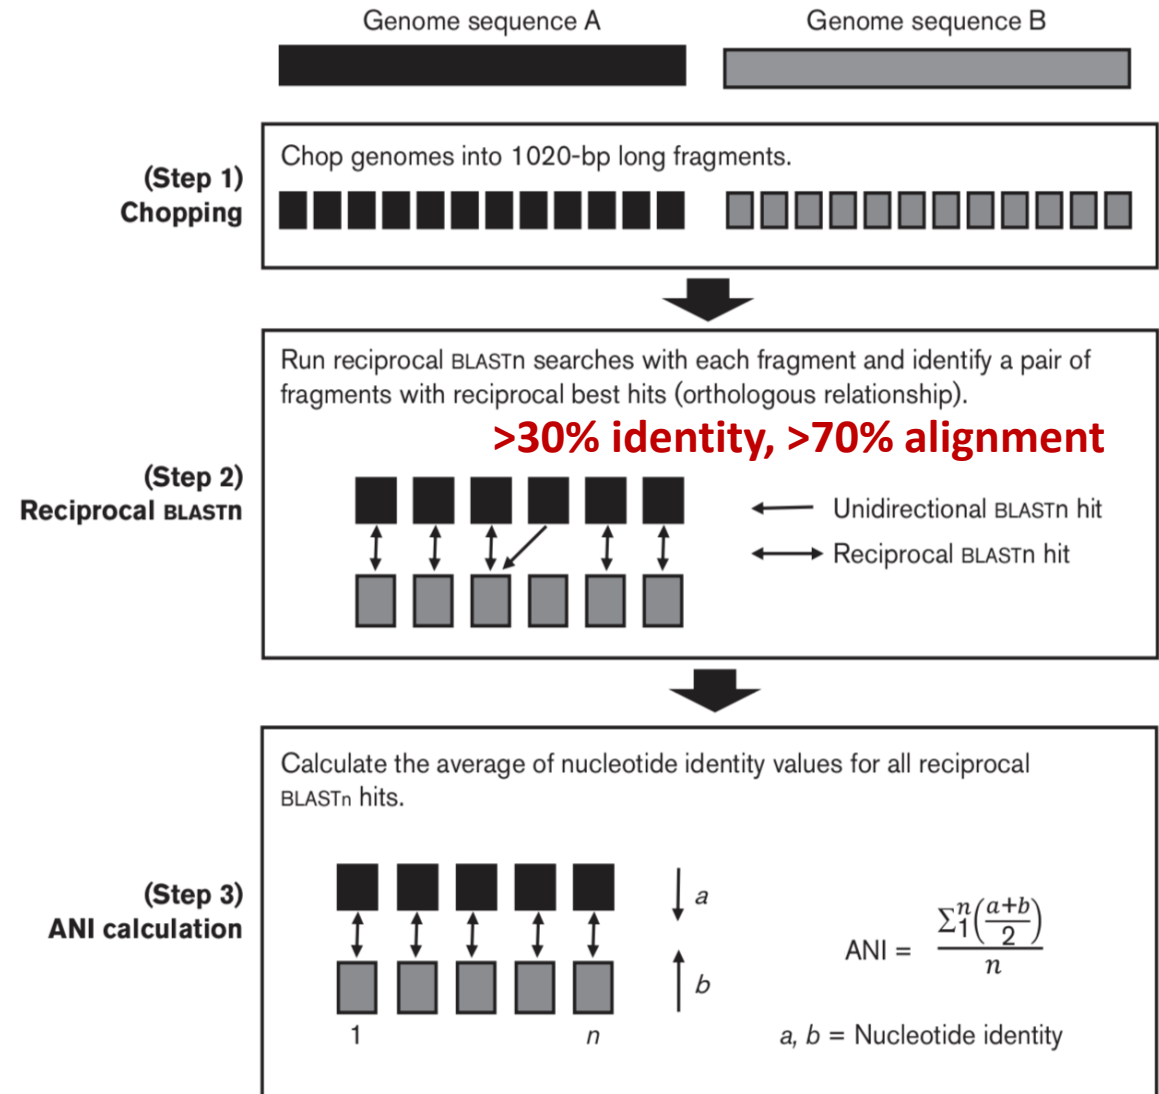 Genome sequence A
Genome sequence B
(Step 1)
Chopping
Chop genomes into 1020-bp long fragments.
(Step 2)
Reciprocal BLASTn
Run reciprocal BLASTn searches with each fragment and identify a pair of
fragments with reciprocal best hits (orthologous relationship).
>30% identity, >70% alignment
Unidirectional BLASTn hit
Reciprocal BLASTn hit
(Step 3)
ANI calculation
Calculate the average of nucleotide identity values for all reciprocal
BLASTn hits.
a
b
1
n
ANI = Σ₁ⁿ((a+b)/2)/n
a, b = Nucleotide identity